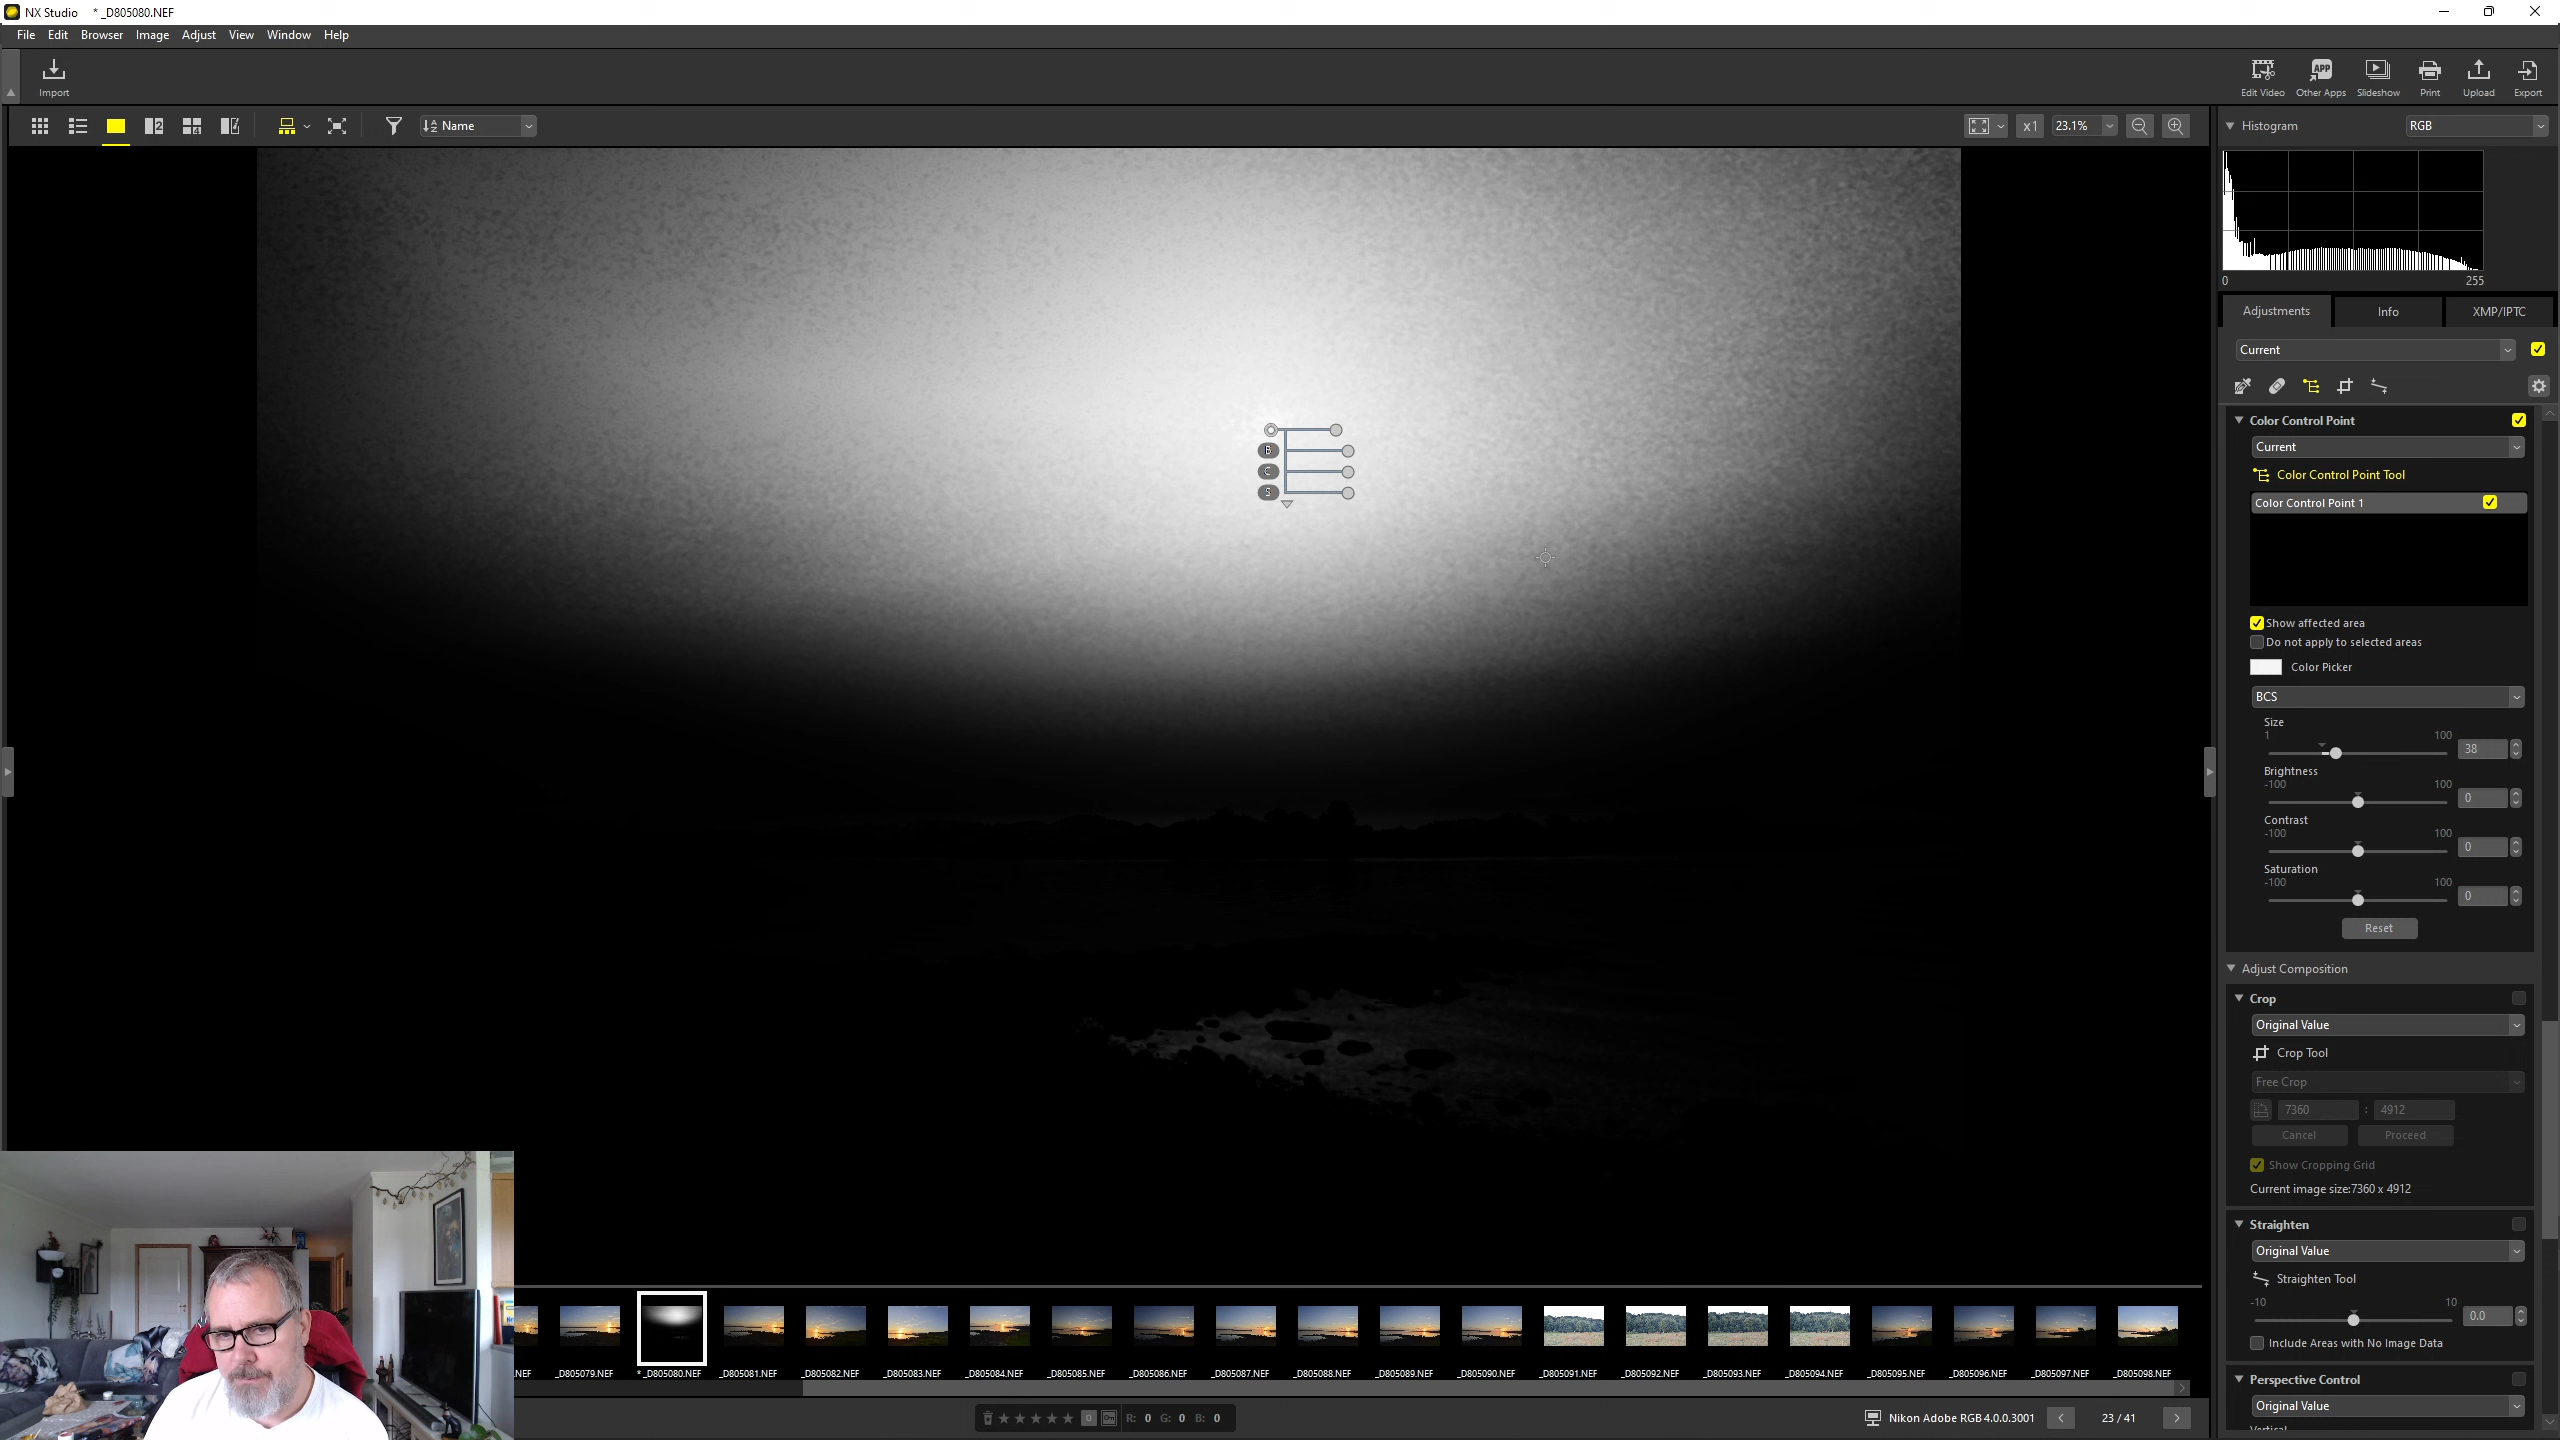 NX Studio * _D805080.NEF
File Edit Browser Image Adjust View Window Help
Import
Edit Video Other Apps Slideshow Print Upload Export
Name
x1 23.1%
Histogram RGB
0 255
Adjustments Info XMP/IPTC
Current
Color Control Point
Current
Color Control Point Tool
Color Control Point 1
B
C
S
Show affected area
Do not apply to selected areas
Color Picker
BCS
Size
1 100
38
Brightness
-100 100
0
Contrast
-100 100
0
Saturation
-100 100
0
Reset
Adjust Composition
Crop
Original Value
Crop Tool
Free Crop
7360 : 4912
Cancel Proceed
Show Cropping Grid
Current image size:7360 x 4912
Straighten
Original Value
Straighten Tool
-10 10
0.0
Include Areas with No Image Data
Perspective Control
Original Value
.NEF _D805079.NEF * _D805080.NEF _D805081.NEF _D805082.NEF _D805083.NEF _D805084.NEF _D805085.NEF _D805086.NEF _D805087.NEF _D805088.NEF _D805089.NEF _D805090.NEF _D805091.NEF _D805092.NEF _D805093.NEF _D805094.NEF _D805095.NEF _D805096.NEF _D805097.NEF _D805098.NEF
0 R: 0 G: 0 B: 0
Nikon Adobe RGB 4.0.0.3001 23 / 41